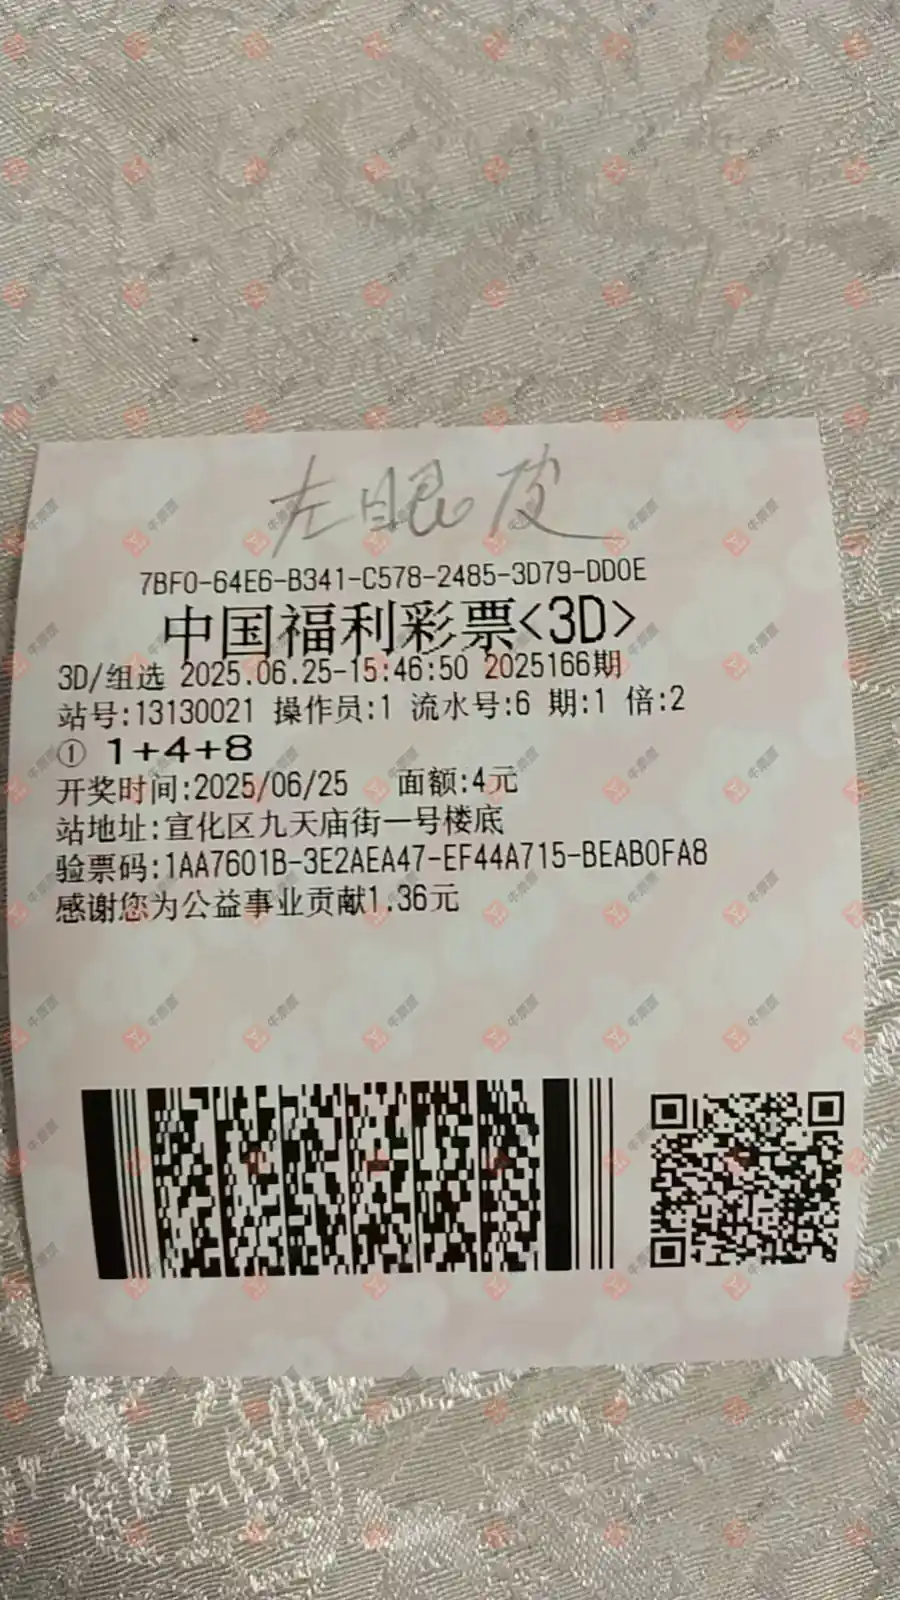 左眼皮
7BF0-64E6-B341-C578-2485-3D79-DD0E
中国福利彩票<3D>
3D/组选 2025.06.25-15:46:50 2025166期
站号:13130021 操作员:1 流水号:6 期:1 倍:2
① 1+4+8
开奖时间:2025/06/25 面额:4元
站地址:宣化区九天庙街一号楼底
验票码:1AA7601B-3E2AEA47-EF44A715-BEAB0FA8
感谢您为公益事业贡献1.36元